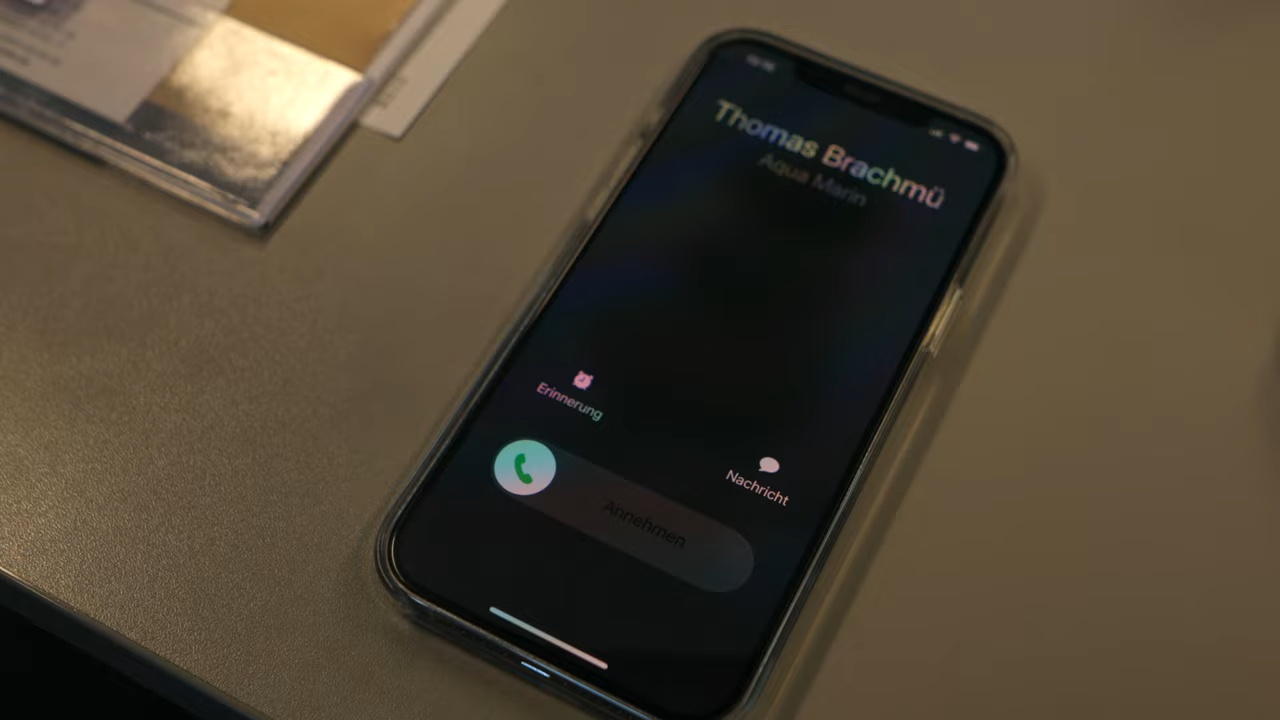 Thomas Brachmü
Aqua Marin
Erinnerung
Nachricht
Annehmen